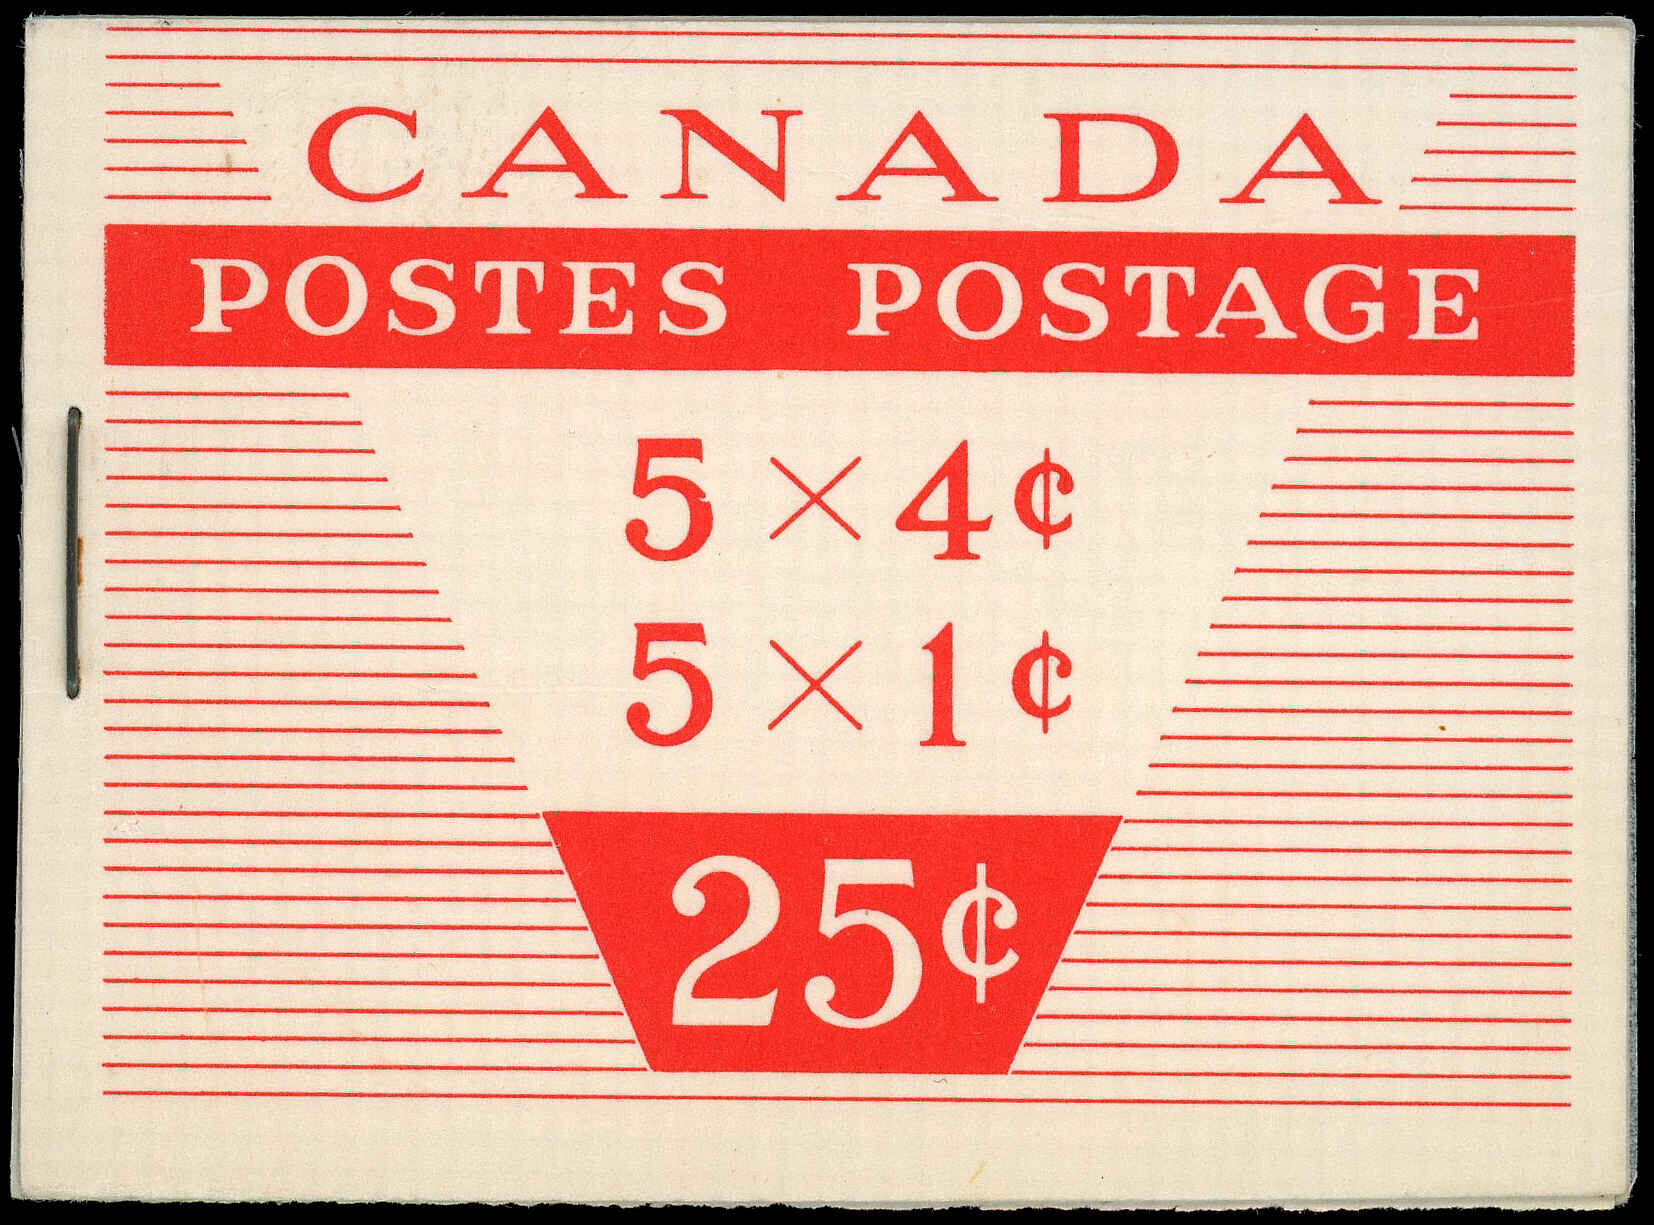 CANADA
POSTES POSTAGE
5 × 4¢
5 × 1¢
25¢